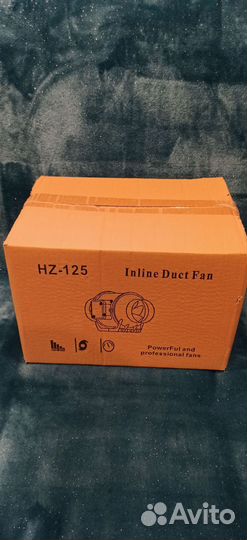 HZ-125 Inline Duct Fan
PowerFul and
professional fans
Avito